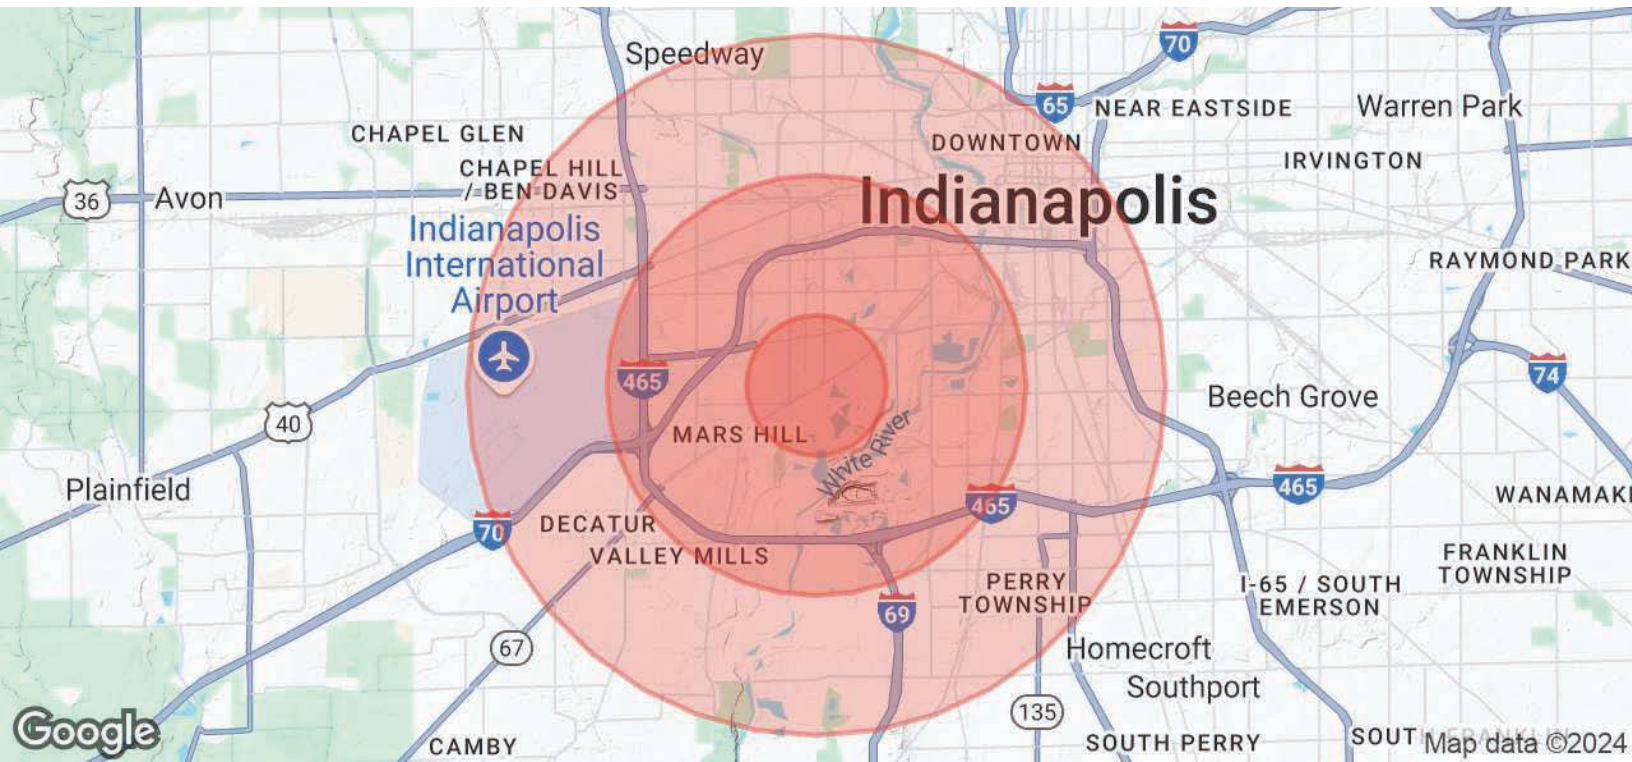 Speedway
70
65
NEAR EASTSIDE
Warren Park
CHAPEL GLEN
DOWNTOWN
IRVINGTON
CHAPEL HILL
/ BEN DAVIS
36
Avon
Indianapolis
Indianapolis
International
Airport
RAYMOND PARK
465
74
Beech Grove
40
MARS HILL
White River
Plainfield
465
465
WANAMAK
70
DECATUR
VALLEY MILLS
FRANKLIN
TOWNSHIP
PERRY
TOWNSHIP
I-65 / SOUTH
EMERSON
69
67
Homecroft
Southport
135
Google
CAMBY
SOUTH PERRY
SOUT
Map data ©2024